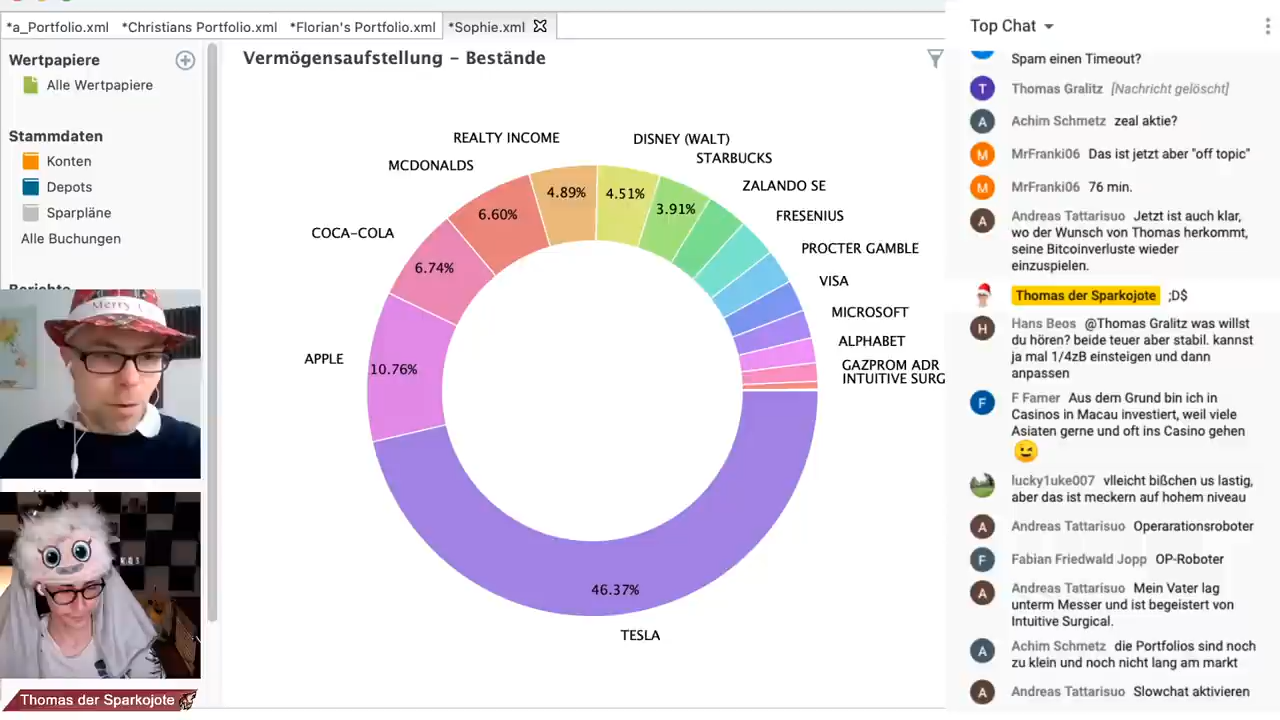 *a_Portfolio.xml
*Christians Portfolio.xml
*Florian's Portfolio.xml
*Sophie.xml
Wertpapiere
Alle Wertpapiere
Stammdaten
Konten
Depots
Sparpläne
Alle Buchungen
Berichte
Merry
Thomas der Sparkojote
Vermögensaufstellung – Bestände
REALTY INCOME
DISNEY (WALT)
MCDONALDS
STARBUCKS
ZALANDO SE
COCA-COLA
FRESENIUS
PROCTER GAMBLE
VISA
MICROSOFT
ALPHABET
APPLE
GAZPROM ADR
INTUITIVE SURG
TESLA
4.89%
4.51%
6.60%
3.91%
6.74%
10.76%
46.37%
Top Chat
Spam einen Timeout?
T Thomas Gralitz [Nachricht gelöscht]
A Achim Schmetz zeal aktie?
M MrFranki06 Das ist jetzt aber "off topic"
M MrFranki06 76 min.
A Andreas Tattarisuo Jetzt ist auch klar,
wo der Wunsch von Thomas herkommt,
seine Bitcoinverluste wieder
einzuspielen.
Thomas der Sparkojote ;D$
H Hans Beos @Thomas Gralitz was willst
du hören? beide teuer aber stabil. kannst
ja mal 1/4zB einsteigen und dann
anpassen
F F Famer Aus dem Grund bin ich in
Casinos in Macau investiert, weil viele
Asiaten gerne und oft ins Casino gehen
lucky1uke007 vlleicht bißchen us lastig,
aber das ist meckern auf hohem niveau
A Andreas Tattarisuo Operarationsroboter
F Fabian Friedwald Jopp OP-Roboter
A Andreas Tattarisuo Mein Vater lag
unterm Messer und ist begeistert von
Intuitive Surgical.
A Achim Schmetz die Portfolios sind noch
zu klein und noch nicht lang am markt
A Andreas Tattarisuo Slowchat aktivieren